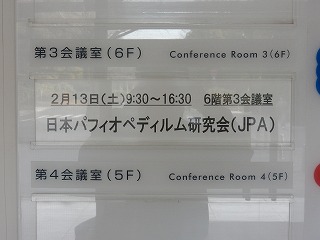 第3会議室(6F) Conference Room 3(6F)
2月13日(土)9:30～16:30 6階第3会議室
日本パフィオペディルム研究会(JPA)
第4会議室(5F) Conference Room 4(5F)